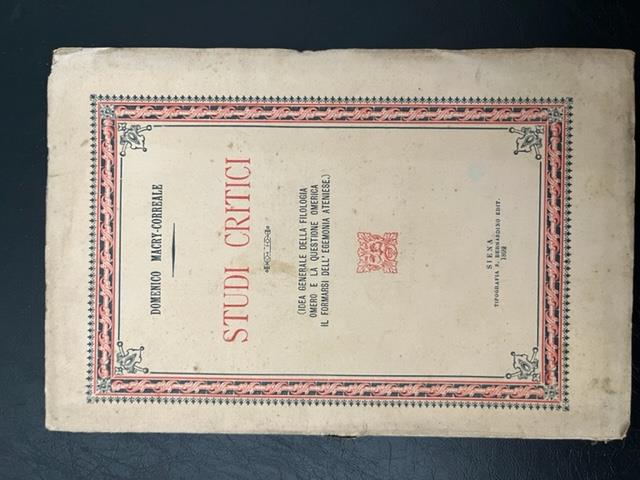 DOMENICO MACRY-CORREALE
STUDI CRITICI
(IDEA GENERALE DELLA FILOLOGIA
OMERO E LA QUESTIONE OMERICA
IL FORMARSI DELL' EGEMONIA ATENIESE.)
SIENA
TIPOGRAFIA S. BERNARDINO EDIT.
1892